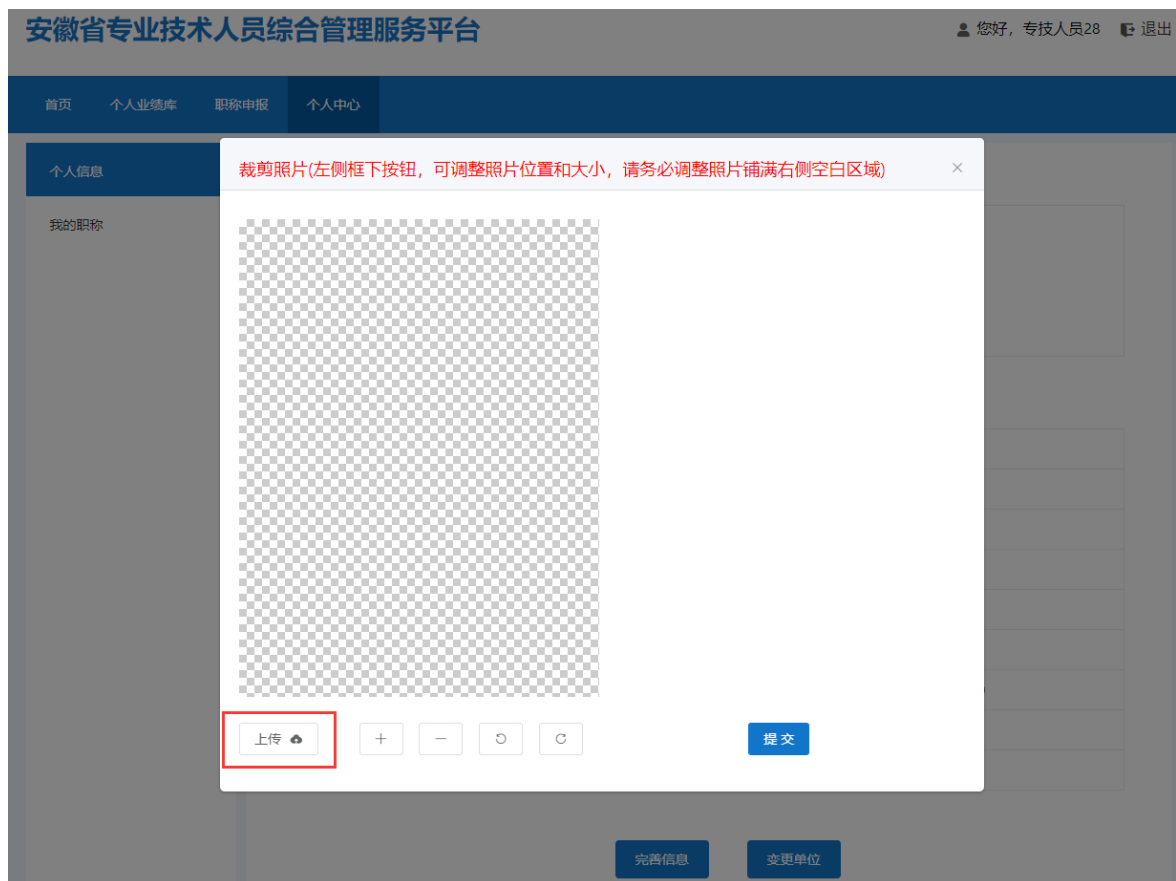 安徽省专业技术人员综合管理服务平台
您好，专技人员28 退出
首页 个人业绩库 职称申报 个人中心
个人信息
裁剪照片(左侧框下按钮，可调整照片位置和大小，请务必调整照片铺满右侧空白区域)
我的职称
上传
提交
完善信息 变更单位